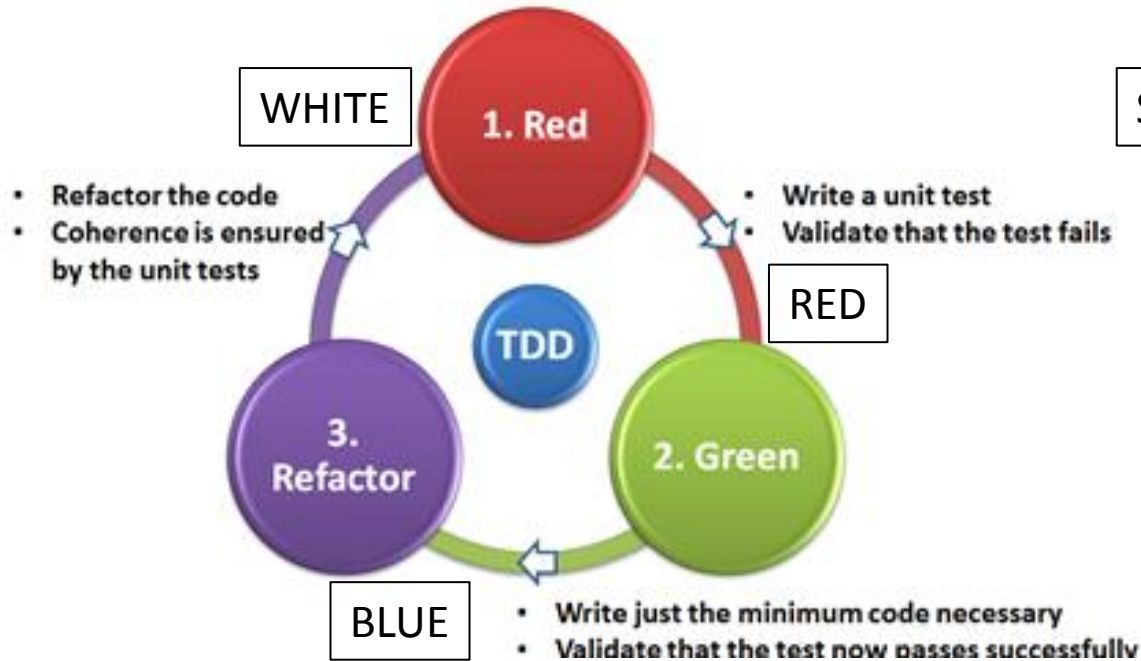 1. Red
WHITE
S
• Refactor the code
• Coherence is ensured
by the unit tests
• Write a unit test
• Validate that the test fails
RED
TDD
3.
Refactor
2. Green
BLUE
• Write just the minimum code necessary
• Validate that the test now passes successfully